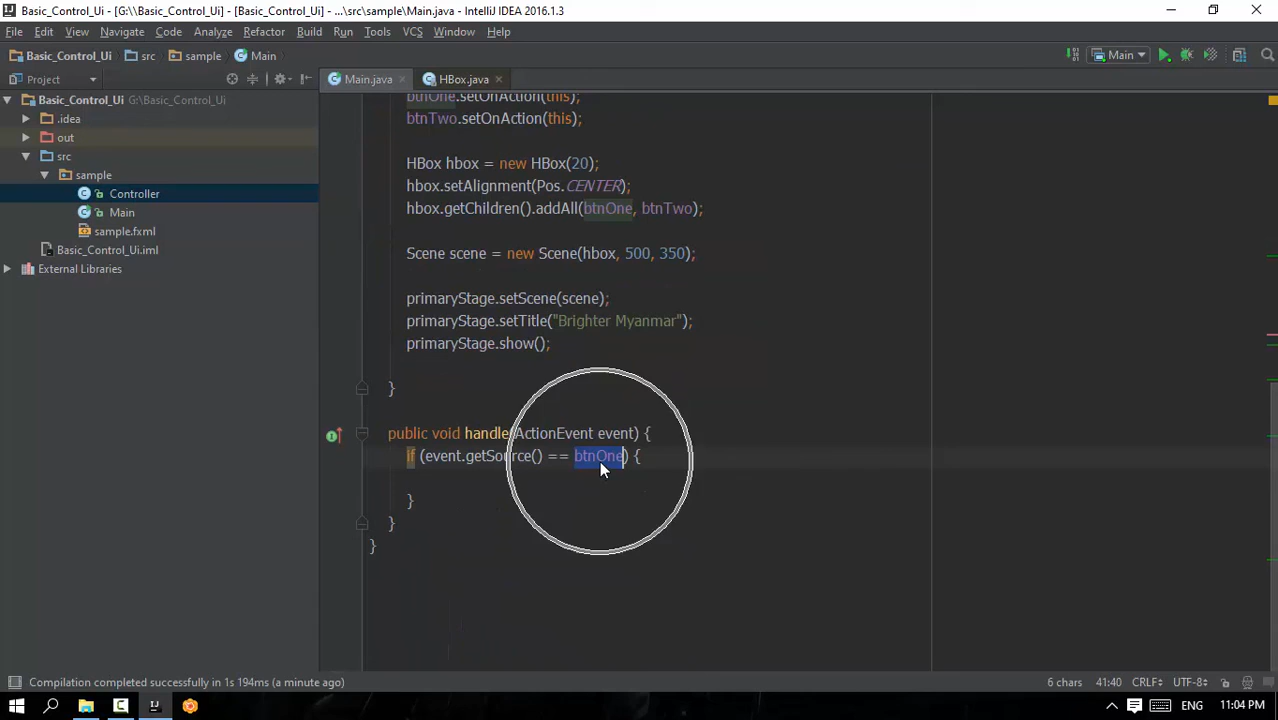 Basic_Control_Ui - [G:\\Basic_Control_Ui] - [Basic_Control_Ui] - ...\src\sample\Main.java - IntelliJ IDEA 2016.1.3
File Edit View Navigate Code Analyze Refactor Build Run Tools VCS Window Help
Basic_Control_Ui src sample Main Main
Project Main.java HBox.java
Basic_Control_Ui G:\Basic_Control_Ui
.idea
out
src
sample
Controller
Main
sample.fxml
Basic_Control_Ui.iml
External Libraries
btnOne.setOnAction(this);
btnTwo.setOnAction(this);
HBox hbox = new HBox(20);
hbox.setAlignment(Pos.CENTER);
hbox.getChildren().addAll(btnOne, btnTwo);
Scene scene = new Scene(hbox, 500, 350);
primaryStage.setScene(scene);
primaryStage.setTitle("Brighter Myanmar");
primaryStage.show();
}
public void handle(ActionEvent event) {
if (event.getSource() == btnOne) {
}
}
}
Compilation completed successfully in 1s 194ms (a minute ago) 6 chars 41:40 CRLF÷ UTF-8÷
ENG 11:04 PM